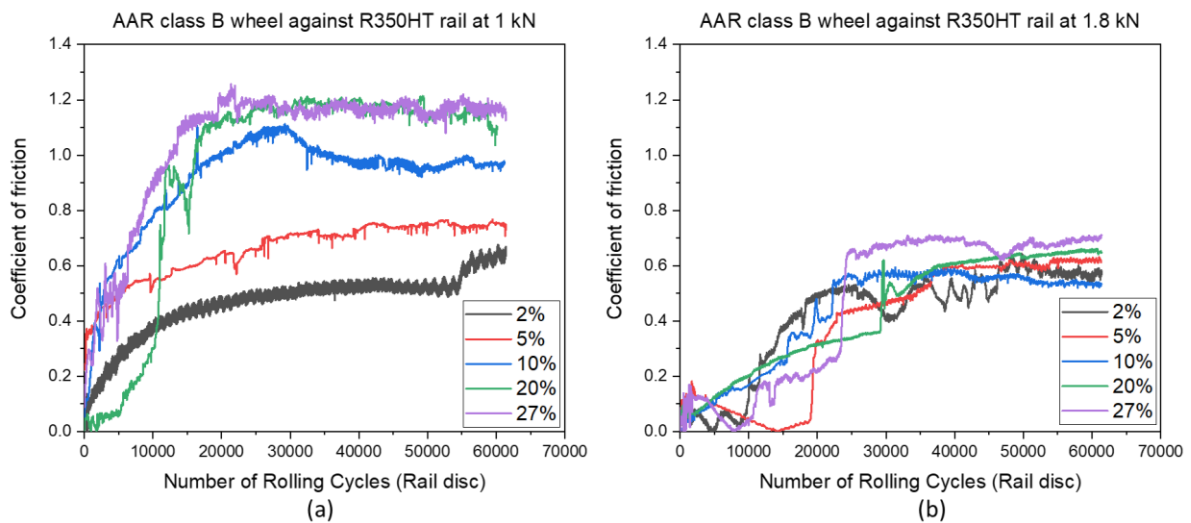 AAR class B wheel against R350HT rail at 1 kN
1.4
1.2
1.0
0.8
0.6
0.4
0.2
0.0
Coefficient of friction
2%
5%
10%
20%
27%
0 10000 20000 30000 40000 50000 60000 70000
Number of Rolling Cycles (Rail disc)
(a)
AAR class B wheel against R350HT rail at 1.8 kN
1.4
1.2
1.0
0.8
0.6
0.4
0.2
0.0
Coefficient of friction
2%
5%
10%
20%
27%
0 10000 20000 30000 40000 50000 60000 70000
Number of Rolling Cycles (Rail disc)
(b)